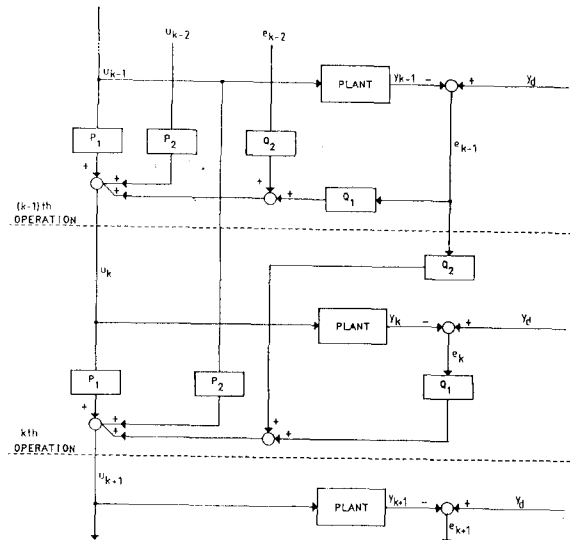 u_{k-2} e_{k-2}
u_{k-1} PLANT y_{k-1} - + y_d
P_1 P_2 Q_2 e_{k-1}
+ + + + + + Q_1
(k-1)th
OPERATION
Q_2
u_k
PLANT y_k - + y_d
e_k
P_1 P_2 Q_1
+ + + + +
kth
OPERATION
u_{k+1}
PLANT y_{k+1} - + y_d
e_{k+1}